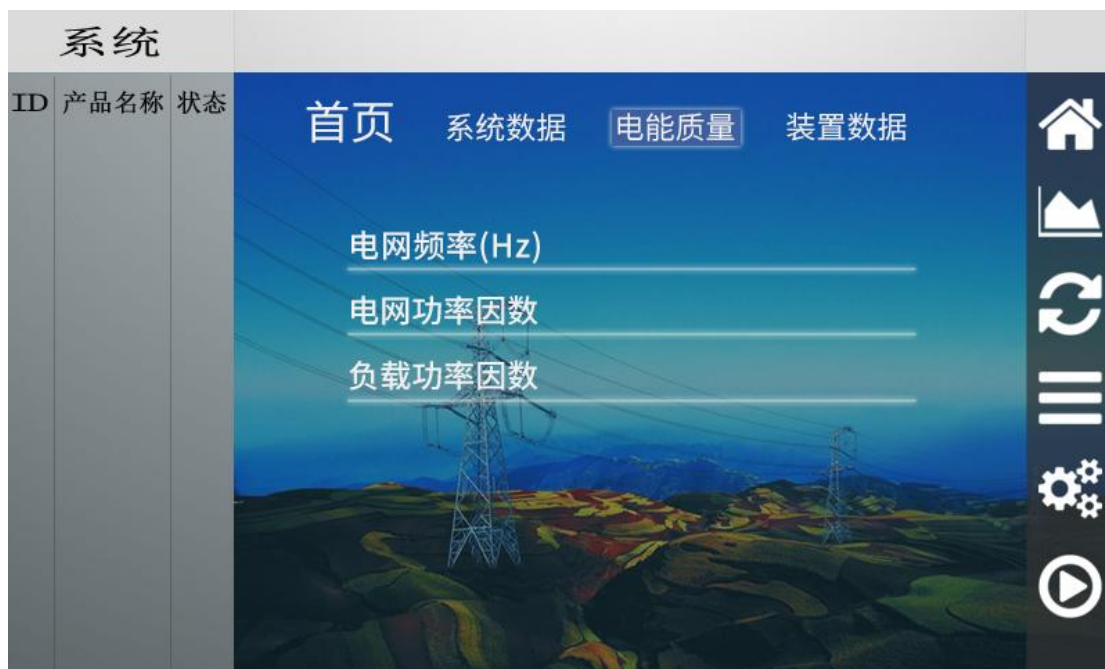 系统
ID 产品名称 状态
首页 系统数据 电能质量 装置数据
电网频率(Hz)
电网功率因数
负载功率因数